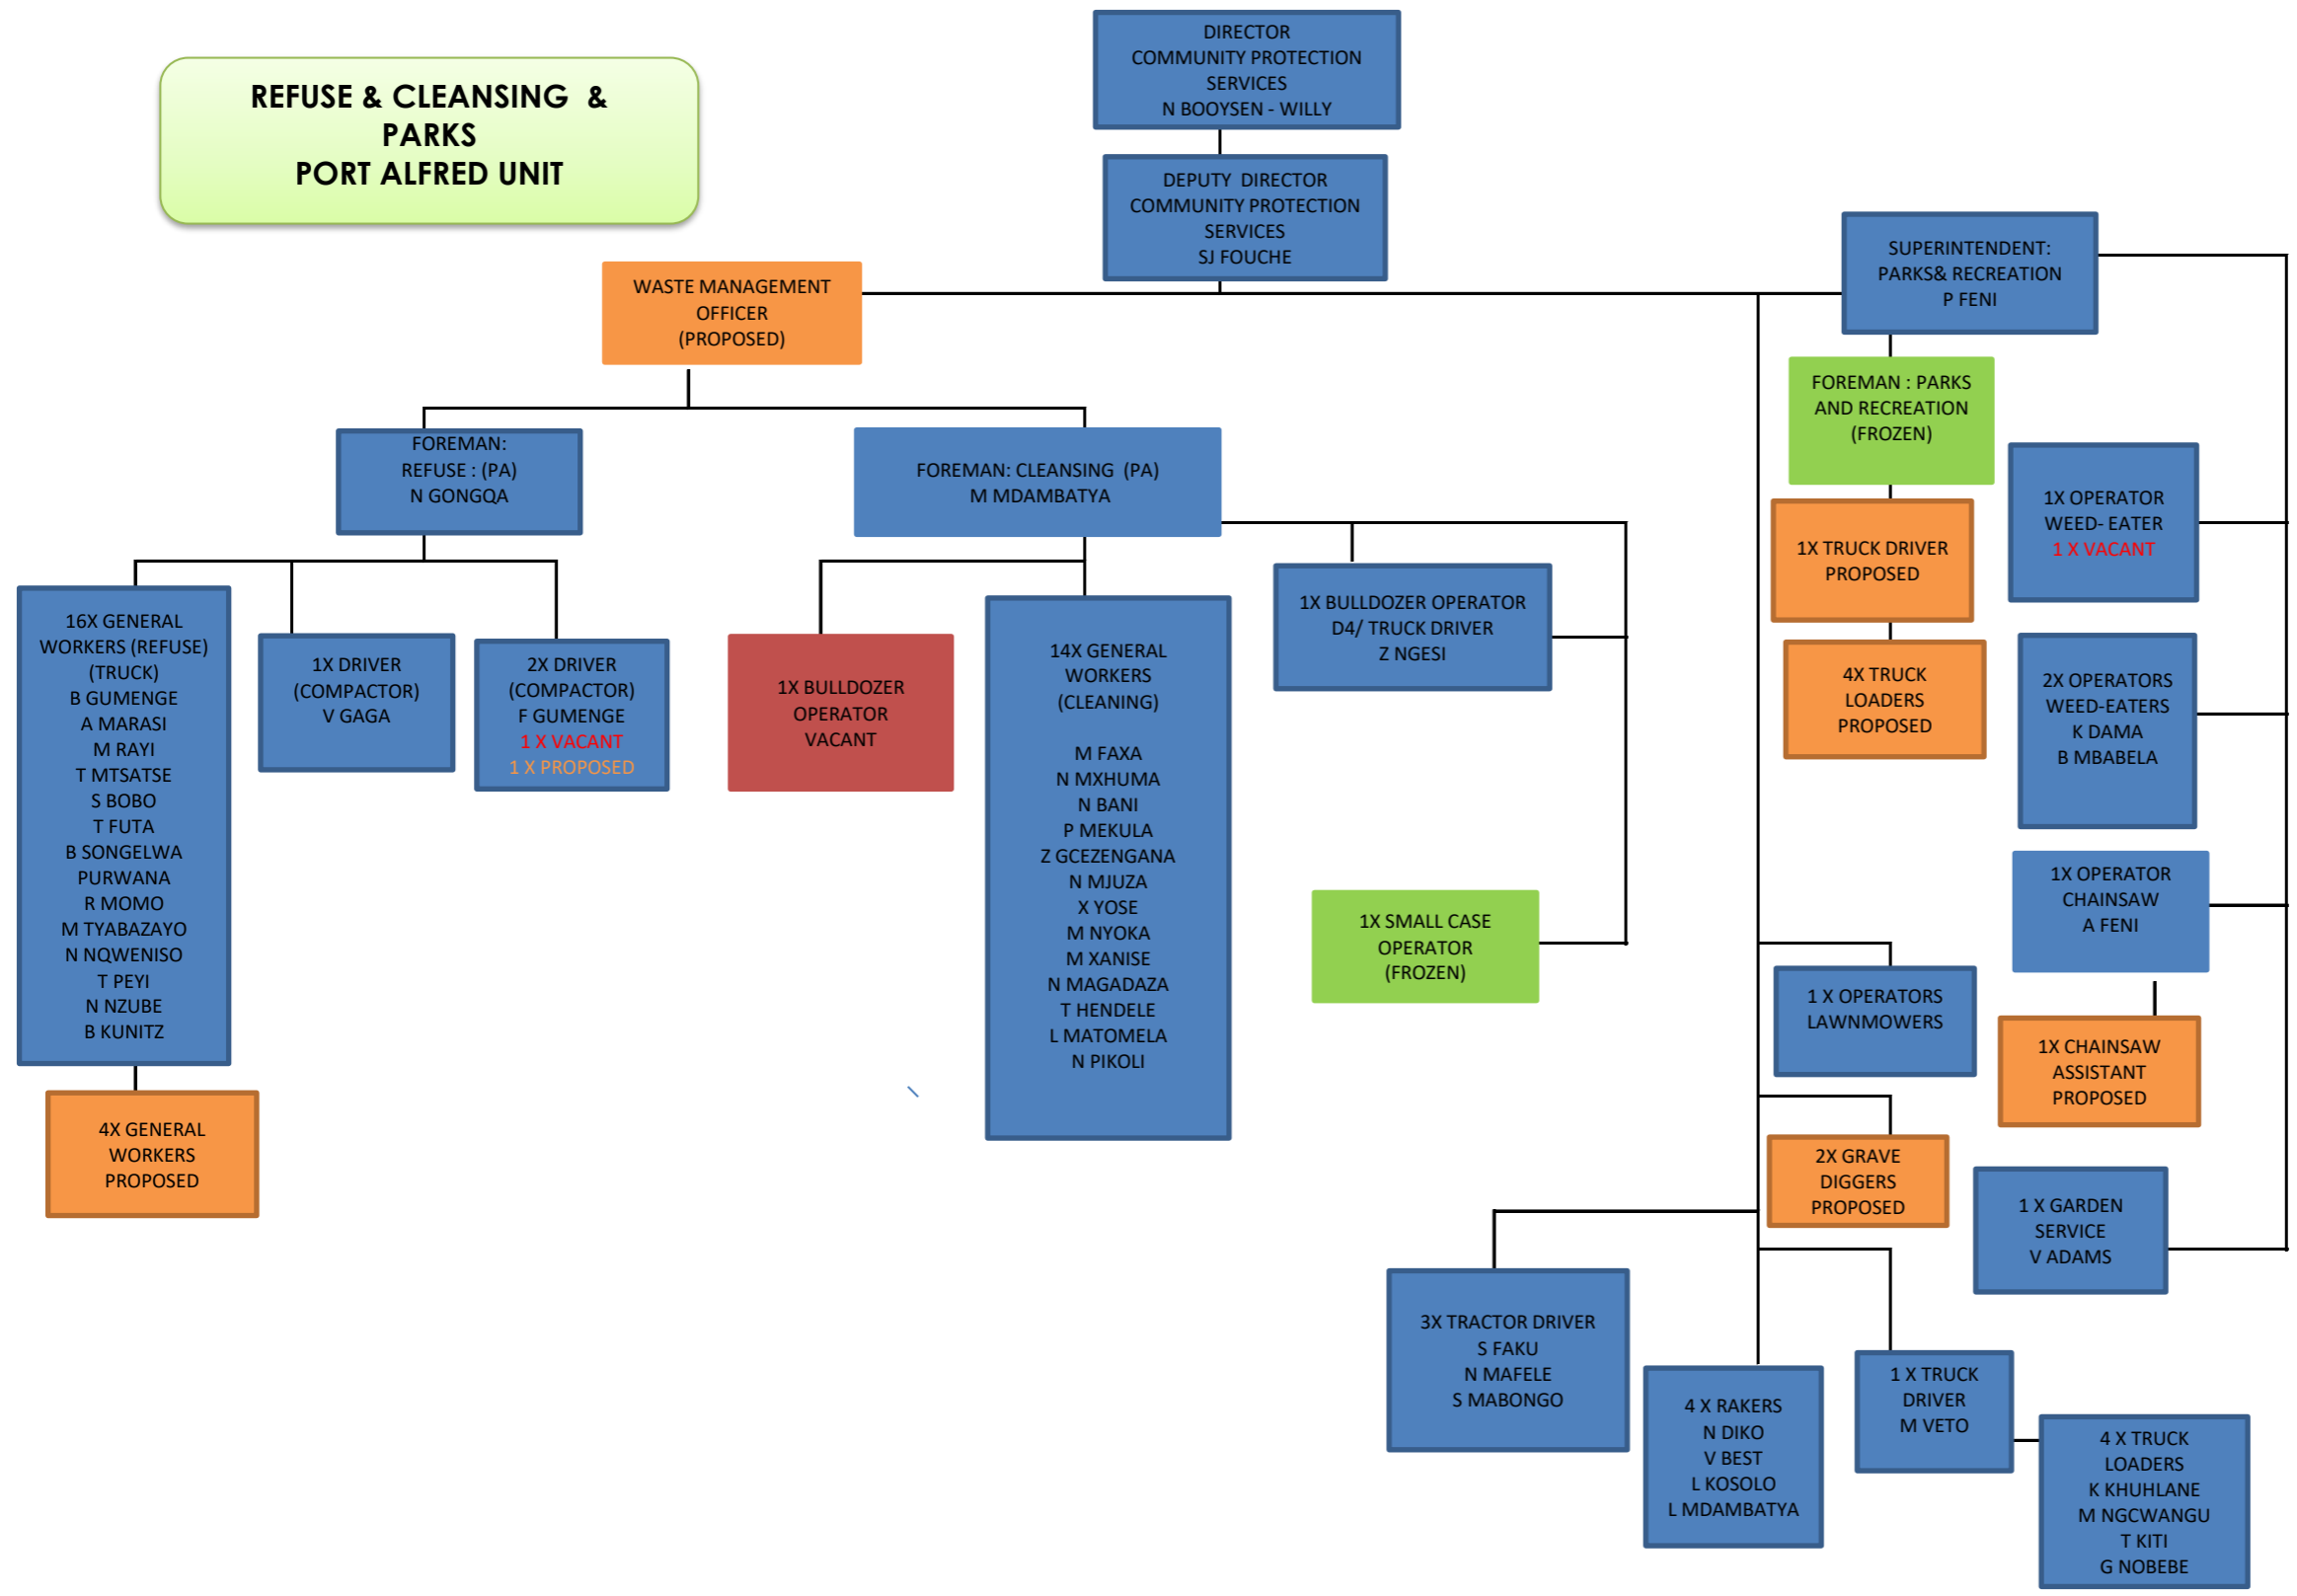 REFUSE & CLEANSING &
PARKS
PORT ALFRED UNIT
DIRECTOR
COMMUNITY PROTECTION
SERVICES
N BOOYSEN - WILLY
DEPUTY DIRECTOR
COMMUNITY PROTECTION
SERVICES
SJ FOUCHE
WASTE MANAGEMENT
OFFICER
(PROPOSED)
SUPERINTENDENT:
PARKS& RECREATION
P FENI
FOREMAN:
REFUSE : (PA)
N GONGQA
FOREMAN: CLEANSING (PA)
M MDAMBATYA
FOREMAN : PARKS
AND RECREATION
(FROZEN)
1X OPERATOR
WEED- EATER
1 X VACANT
1X TRUCK DRIVER
PROPOSED
16X GENERAL
WORKERS (REFUSE)
(TRUCK)
B GUMENGE
A MARASI
M RAYI
T MTSATSE
S BOBO
T FUTA
B SONGELWA
PURWANA
R MOMO
M TYABAZAYO
N NQWENISO
T PEYI
N NZUBE
B KUNITZ
1X DRIVER
(COMPACTOR)
V GAGA
2X DRIVER
(COMPACTOR)
F GUMENGE
1 X VACANT
1 X PROPOSED
1X BULLDOZER
OPERATOR
VACANT
14X GENERAL
WORKERS
(CLEANING)
M FAXA
N MXHUMA
N BANI
P MEKULA
Z GCEZENGANA
N MJUZA
X YOSE
M NYOKA
M XANISE
N MAGADAZA
T HENDELE
L MATOMELA
N PIKOLI
1X BULLDOZER OPERATOR
D4/ TRUCK DRIVER
Z NGESI
4X TRUCK
LOADERS
PROPOSED
2X OPERATORS
WEED-EATERS
K DAMA
B MBABELA
1X OPERATOR
CHAINSAW
A FENI
1X SMALL CASE
OPERATOR
(FROZEN)
1 X OPERATORS
LAWNMOWERS
1X CHAINSAW
ASSISTANT
PROPOSED
4X GENERAL
WORKERS
PROPOSED
2X GRAVE
DIGGERS
PROPOSED
1 X GARDEN
SERVICE
V ADAMS
3X TRACTOR DRIVER
S FAKU
N MAFELE
S MABONGO
4 X RAKERS
N DIKO
V BEST
L KOSOLO
L MDAMBATYA
1 X TRUCK
DRIVER
M VETO
4 X TRUCK
LOADERS
K KHUHLANE
M NGCWANGU
T KITI
G NOBEBE